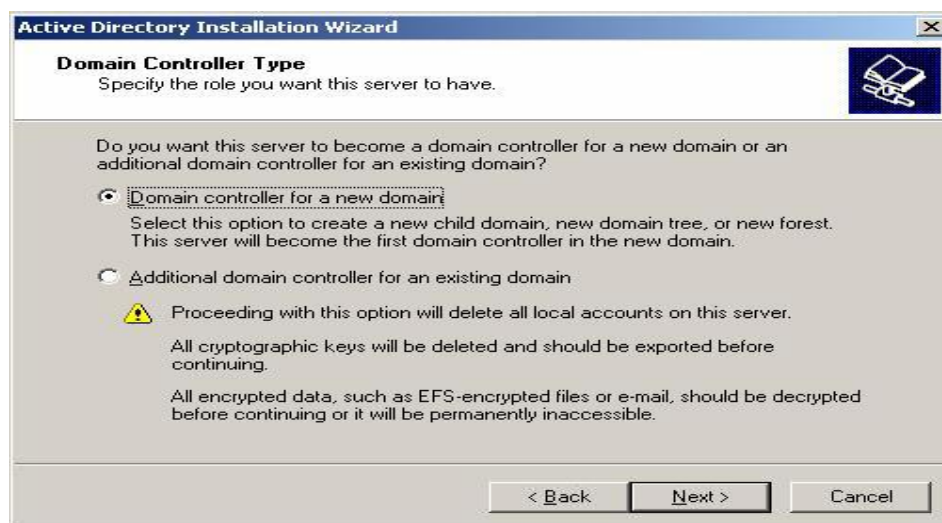 Active Directory Installation Wizard
Domain Controller Type
Specify the role you want this server to have.
Do you want this server to become a domain controller for a new domain or an
additional domain controller for an existing domain?
Domain controller for a new domain
Select this option to create a new child domain, new domain tree, or new forest.
This server will become the first domain controller in the new domain.
Additional domain controller for an existing domain
Proceeding with this option will delete all local accounts on this server.
All cryptographic keys will be deleted and should be exported before
continuing.
All encrypted data, such as EFS-encrypted files or e-mail, should be decrypted
before continuing or it will be permanently inaccessible.
< Back Next > Cancel